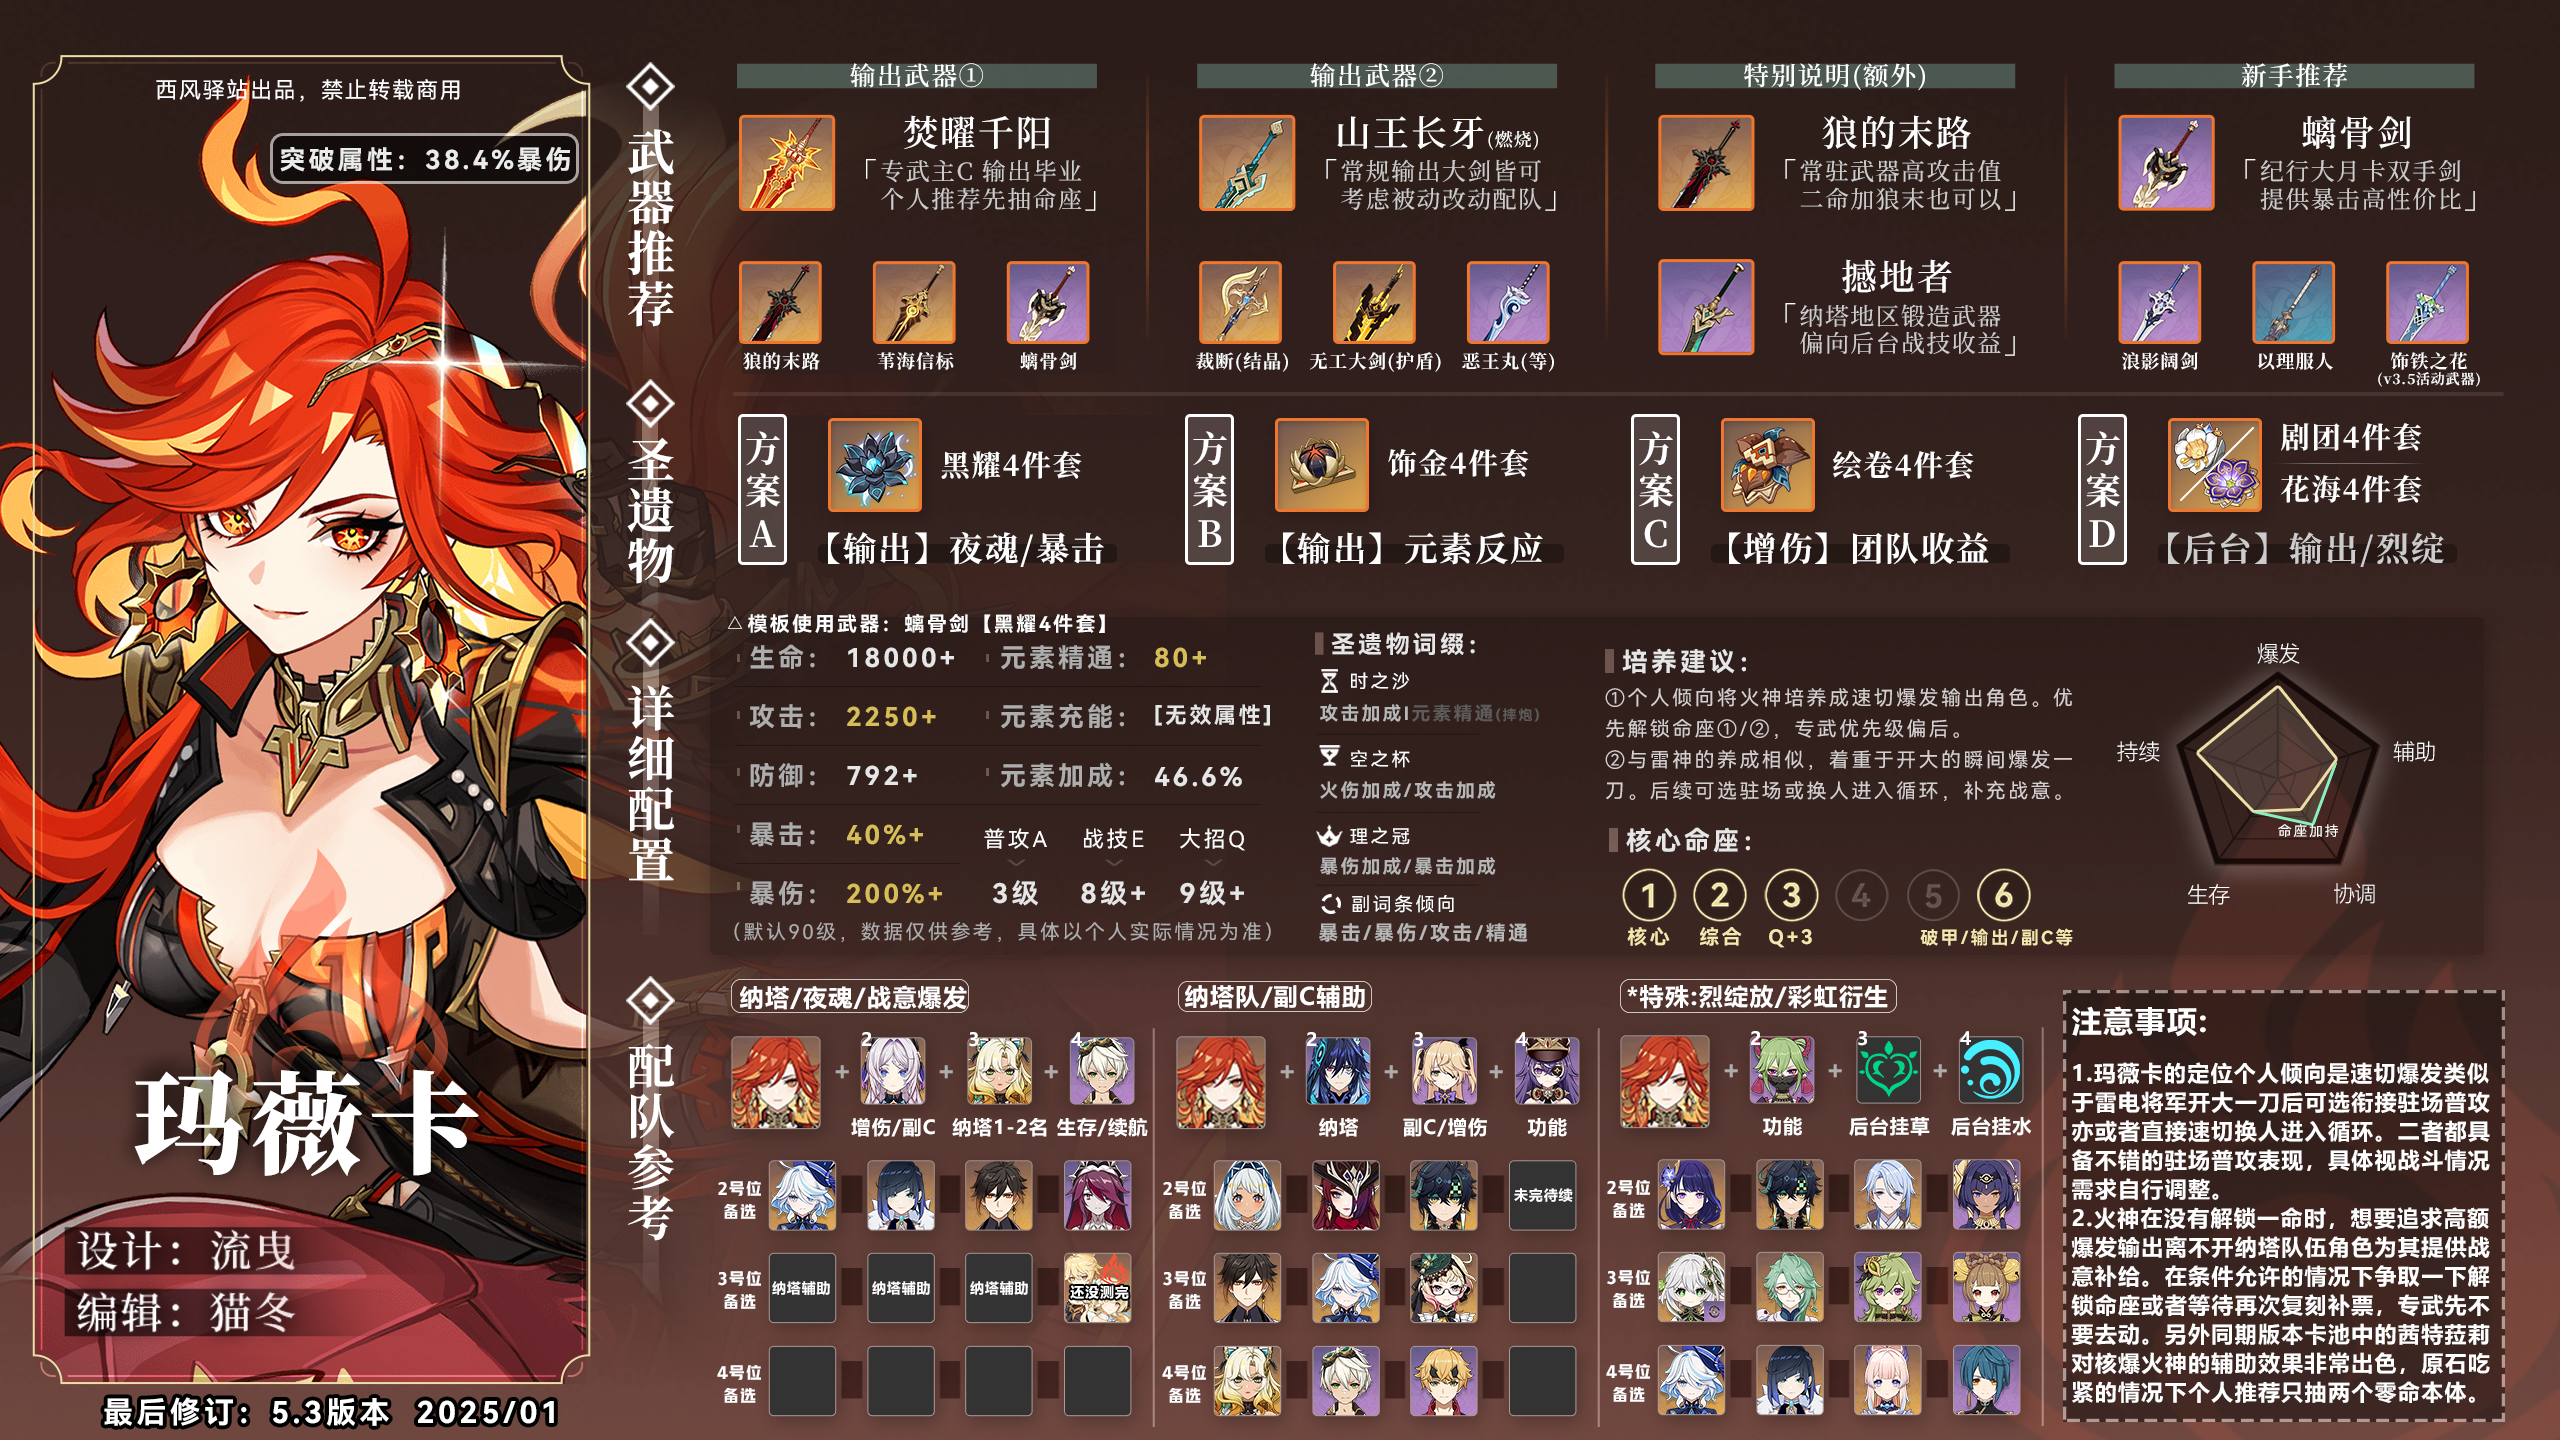 西风驿站出品，禁止转载商用
突破属性：38.4%暴伤
玛薇卡
设计：流曳
编辑：猫冬
最后修订：5.3版本 2025/01
武器推荐
输出武器①
焚曜千阳
「专武主C 输出毕业
个人推荐先抽命座」
狼的末路
苇海信标
螭骨剑
输出武器②
山王长牙(燃烧)
「常规输出大剑皆可
考虑被动改动配队」
裁断(结晶)
无工大剑(护盾)
恶王丸(等)
特别说明(额外)
狼的末路
「常驻武器高攻击值
二命加狼末也可以」
撼地者
「纳塔地区锻造武器
偏向后台战技收益」
新手推荐
螭骨剑
「纪行大月卡双手剑
提供暴击高性价比」
浪影阔剑
以理服人
饰铁之花
(v3.5活动武器)
圣遗物
方案A
黑耀4件套
【输出】夜魂/暴击
方案B
饰金4件套
【输出】元素反应
方案C
绘卷4件套
【增伤】团队收益
方案D
剧团4件套
花海4件套
【后台】输出/烈绽
详细配置
△模板使用武器：螭骨剑【黑耀4件套】
生命：18000+ 元素精通：80+
攻击：2250+ 元素充能：[无效属性]
防御：792+ 元素加成：46.6%
暴击：40%+ 普攻A 战技E 大招Q
暴伤：200%+ 3级 8级+ 9级+
(默认90级，数据仅供参考，具体以个人实际情况为准)
圣遗物词缀：
时之沙
攻击加成|元素精通(摔炮)
空之杯
火伤加成/攻击加成
理之冠
暴伤加成/暴击加成
副词条倾向
暴击/暴伤/攻击/精通
培养建议：
①个人倾向将火神培养成速切爆发输出角色。优
先解锁命座①/②，专武优先级偏后。
②与雷神的养成相似，着重于开大的瞬间爆发一
刀。后续可选驻场或换人进入循环，补充战意。
核心命座：
1 2 3 4 5 6
核心 综合 Q+3 破甲/输出/副C等
爆发
持续
辅助
命座加持
生存
协调
配队参考
纳塔/夜魂/战意爆发
2 3 4
+ + +
增伤/副C 纳塔1-2名 生存/续航
2号位
备选
3号位
备选
纳塔辅助 纳塔辅助 纳塔辅助 还没测完
4号位
备选
纳塔队/副C辅助
2 3 4
+ + +
纳塔 副C/增伤 功能
2号位
备选
未完待续
3号位
备选
4号位
备选
*特殊:烈绽放/彩虹衍生
2 3 4
+ + +
功能 后台挂草 后台挂水
2号位
备选
3号位
备选
4号位
备选
注意事项:
1.玛薇卡的定位个人倾向是速切爆发类似
于雷电将军开大一刀后可选衔接驻场普攻
亦或者直接速切换人进入循环。二者都具
备不错的驻场普攻表现，具体视战斗情况
需求自行调整。
2.火神在没有解锁一命时，想要追求高额
爆发输出离不开纳塔队伍角色为其提供战
意补给。在条件允许的情况下争取一下解
锁命座或者等待再次复刻补票，专武先不
要去动。另外同期版本卡池中的茜特菈莉
对核爆火神的辅助效果非常出色，原石吃
紧的情况下个人推荐只抽两个零命本体。